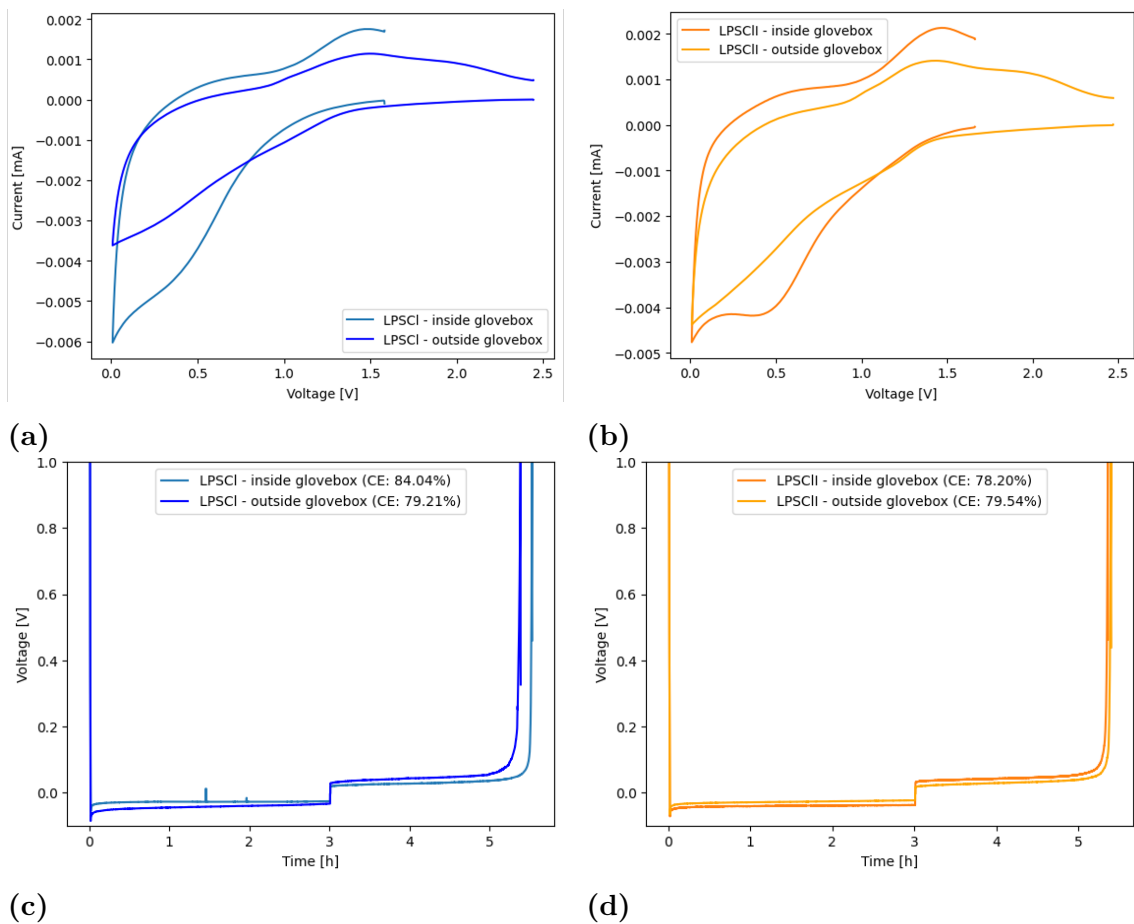 0.002
0.001
0.000
−0.001
−0.002
−0.003
−0.004
−0.005
−0.006
Current [mA]
LPSCl - inside glovebox
LPSCl - outside glovebox
0.0 0.5 1.0 1.5 2.0 2.5
Voltage [V]
(a)
LPSClI - inside glovebox
LPSClI - outside glovebox
0.002
0.001
0.000
−0.001
−0.002
−0.003
−0.004
−0.005
Current [mA]
0.0 0.5 1.0 1.5 2.0 2.5
Voltage [V]
(b)
LPSCl - inside glovebox (CE: 84.04%)
LPSCl - outside glovebox (CE: 79.21%)
1.0
0.8
0.6
0.4
0.2
0.0
Voltage [V]
0 1 2 3 4 5
Time [h]
(c)
LPSClI - inside glovebox (CE: 78.20%)
LPSClI - outside glovebox (CE: 79.54%)
1.0
0.8
0.6
0.4
0.2
0.0
Voltage [V]
0 1 2 3 4 5
Time [h]
(d)